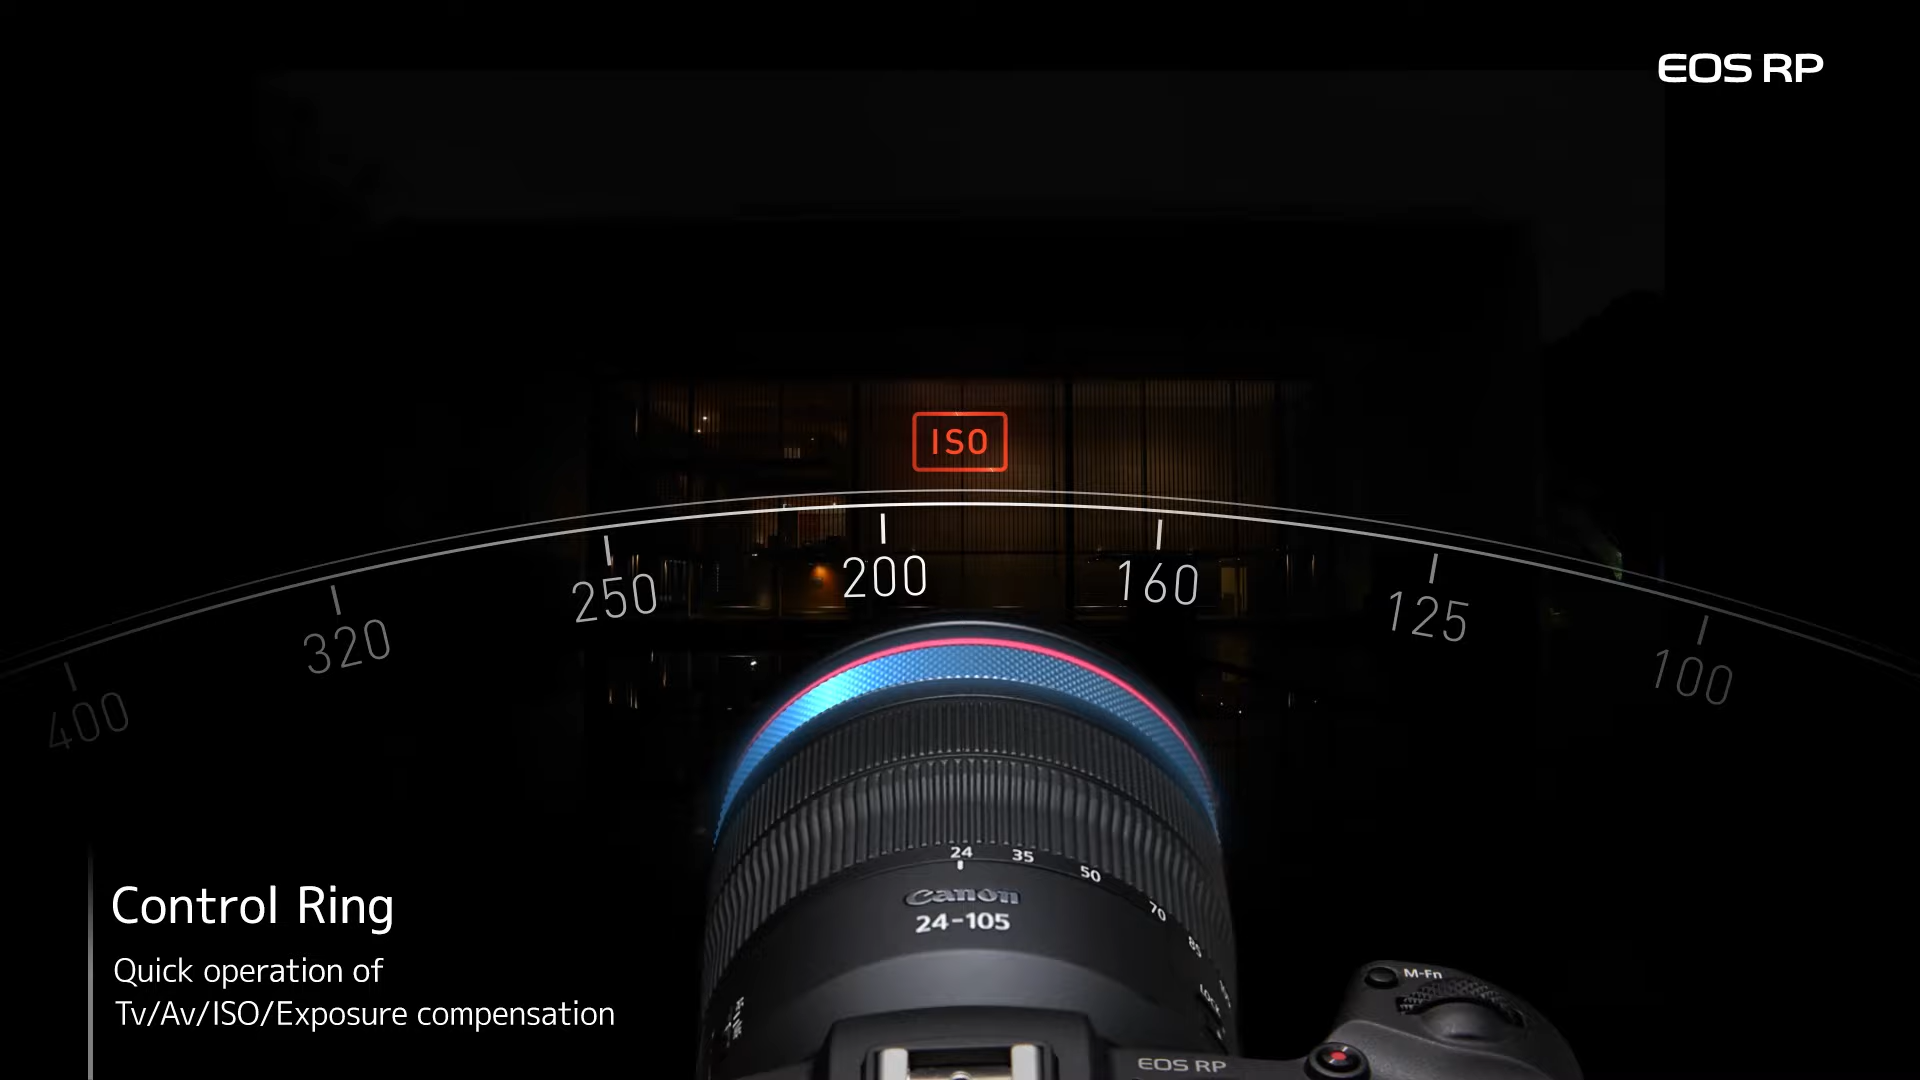 EOS RP
ISO
400 320 250 200 160 125 100
24 35 50 70 85
Canon
24-105
Control Ring
Quick operation of
Tv/Av/ISO/Exposure compensation
M-Fn
EOS RP